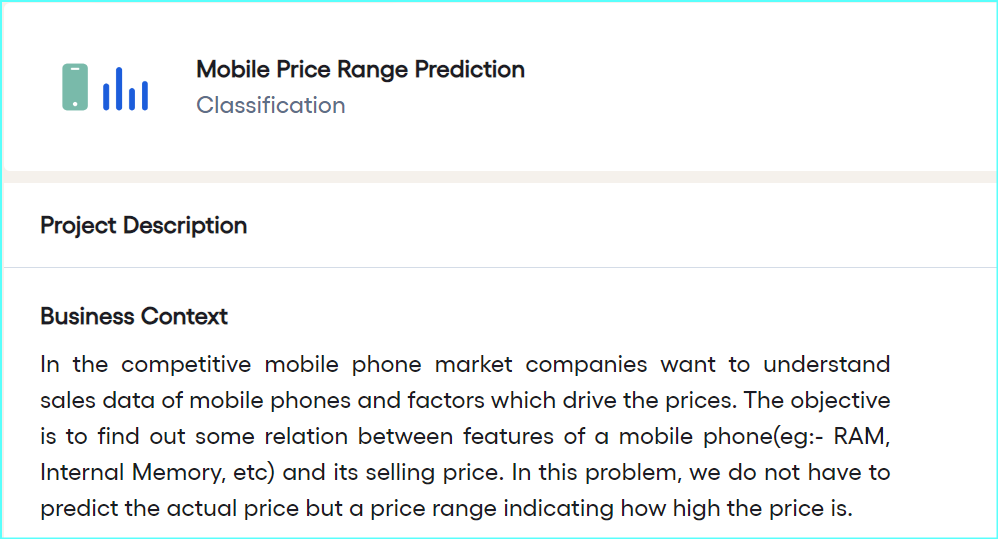 Mobile Price Range Prediction
Classification
Project Description
Business Context
In the competitive mobile phone market companies want to understand
sales data of mobile phones and factors which drive the prices. The objective
is to find out some relation between features of a mobile phone(eg:- RAM,
Internal Memory, etc) and its selling price. In this problem, we do not have to
predict the actual price but a price range indicating how high the price is.